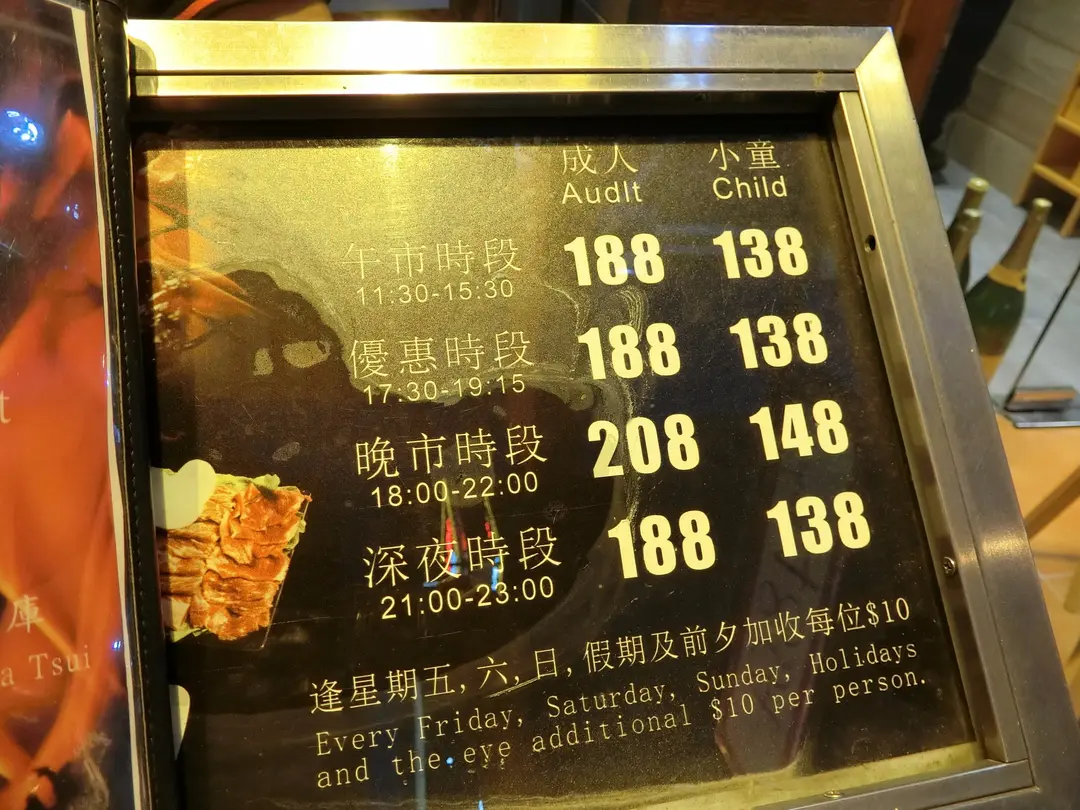 成人 小童
Audlt Child
午市時段 188 138
11:30-15:30
優惠時段 188 138
17:30-19:15
晚市時段 208 148
18:00-22:00
深夜時段 188 138
21:00-23:00
逢星期五,六,日,假期及前夕加收每位$10
Every Friday, Saturday, Sunday, Holidays
and the eye additional $10 per person.
t
庫
a Tsui